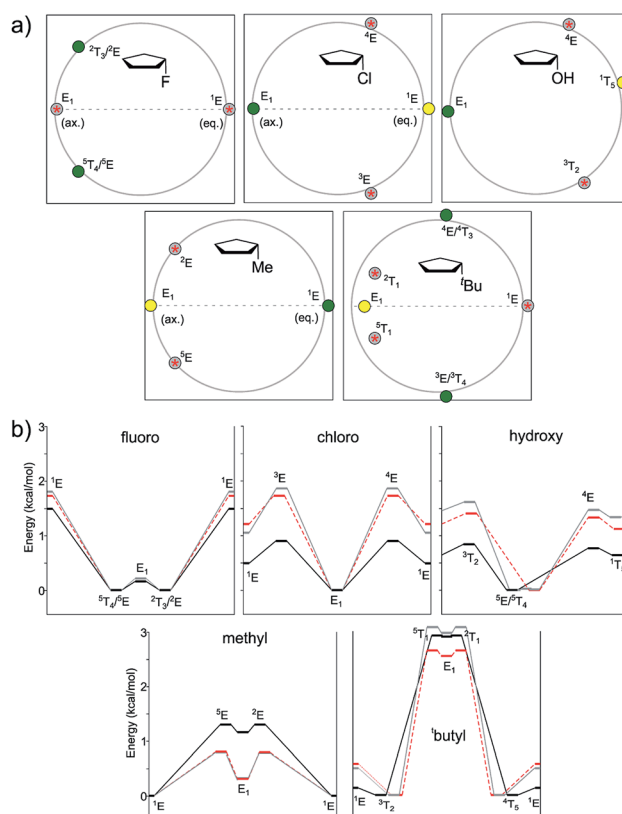 a)
²T₃/²E
F
E₁
(ax.)
¹E
(eq.)
⁵T₄/⁵E
⁴E
Cl
E₁
(ax.)
(eq.)
³E
⁴E
OH
¹T₅
E₁
³T₂
²E
Me
E₁
(ax.)
¹E
(eq.)
⁵E
⁴E/⁴T₃
²T₁
ᵗBu
E₁
¹E
⁵T₁
³E/³T₄
b)
Energy (kcal/mol)
3
2
1
0
fluoro
¹E
¹E
E₁
⁵T₄/⁵E
²T₃/²E
chloro
³E
⁴E
¹E
¹E
E₁
hydroxy
⁴E
³T₂
⁵E/⁵T₄
Energy (kcal/mol)
3
2
1
0
methyl
⁵E
²E
E₁
¹E
¹E
⁵T₁
²T₁
E₁
ᵗbutyl
¹E
³T₂
⁴T₅
¹E